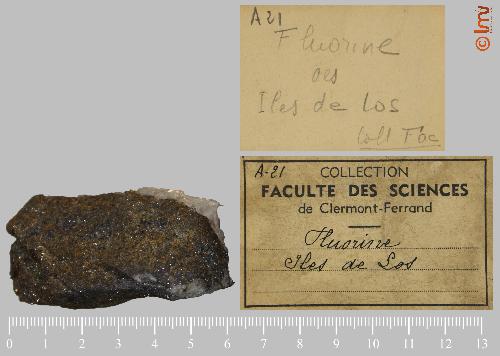 A21
Fluorine
des
Iles de Los
Coll Fac
© lmv
A-21 COLLECTION
FACULTE DES SCIENCES
de Clermont-Ferrand
Fluorine
Iles de Los
0 1 2 3 4 5 6 7 8 9 10 11 12 13